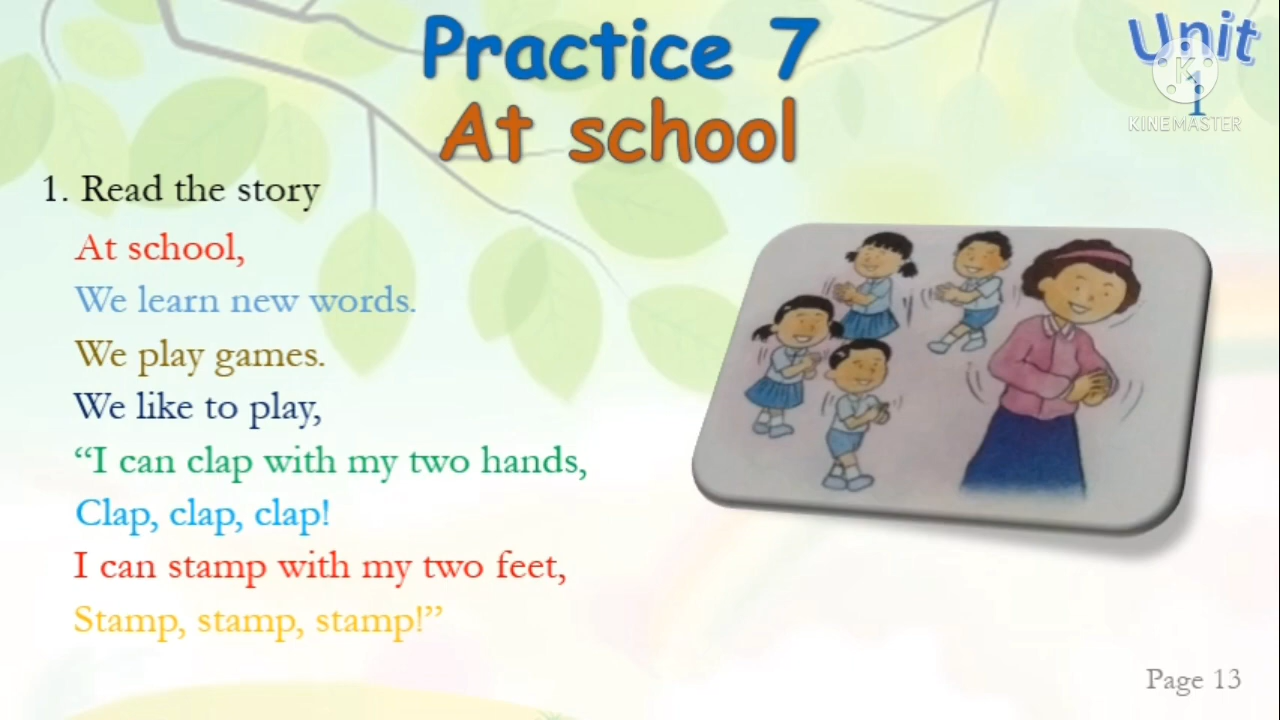 Practice 7
At school
Unit
1
KINEMASTER
1. Read the story
At school,
We learn new words.
We play games.
We like to play,
“I can clap with my two hands,
Clap, clap, clap!
I can stamp with my two feet,
Stamp, stamp, stamp!”
Page 13